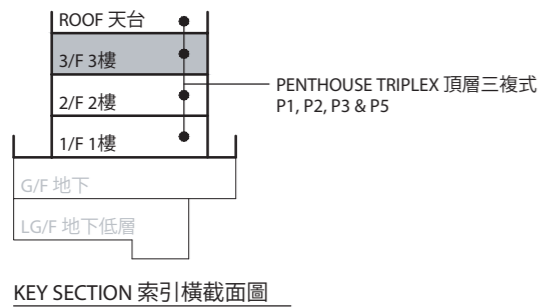 ROOF 天台
3/F 3樓
2/F 2樓
1/F 1樓
G/F 地下
LG/F 地下低層
PENTHOUSE TRIPLEX 頂層三複式
P1, P2, P3 & P5
KEY SECTION 索引橫截面圖